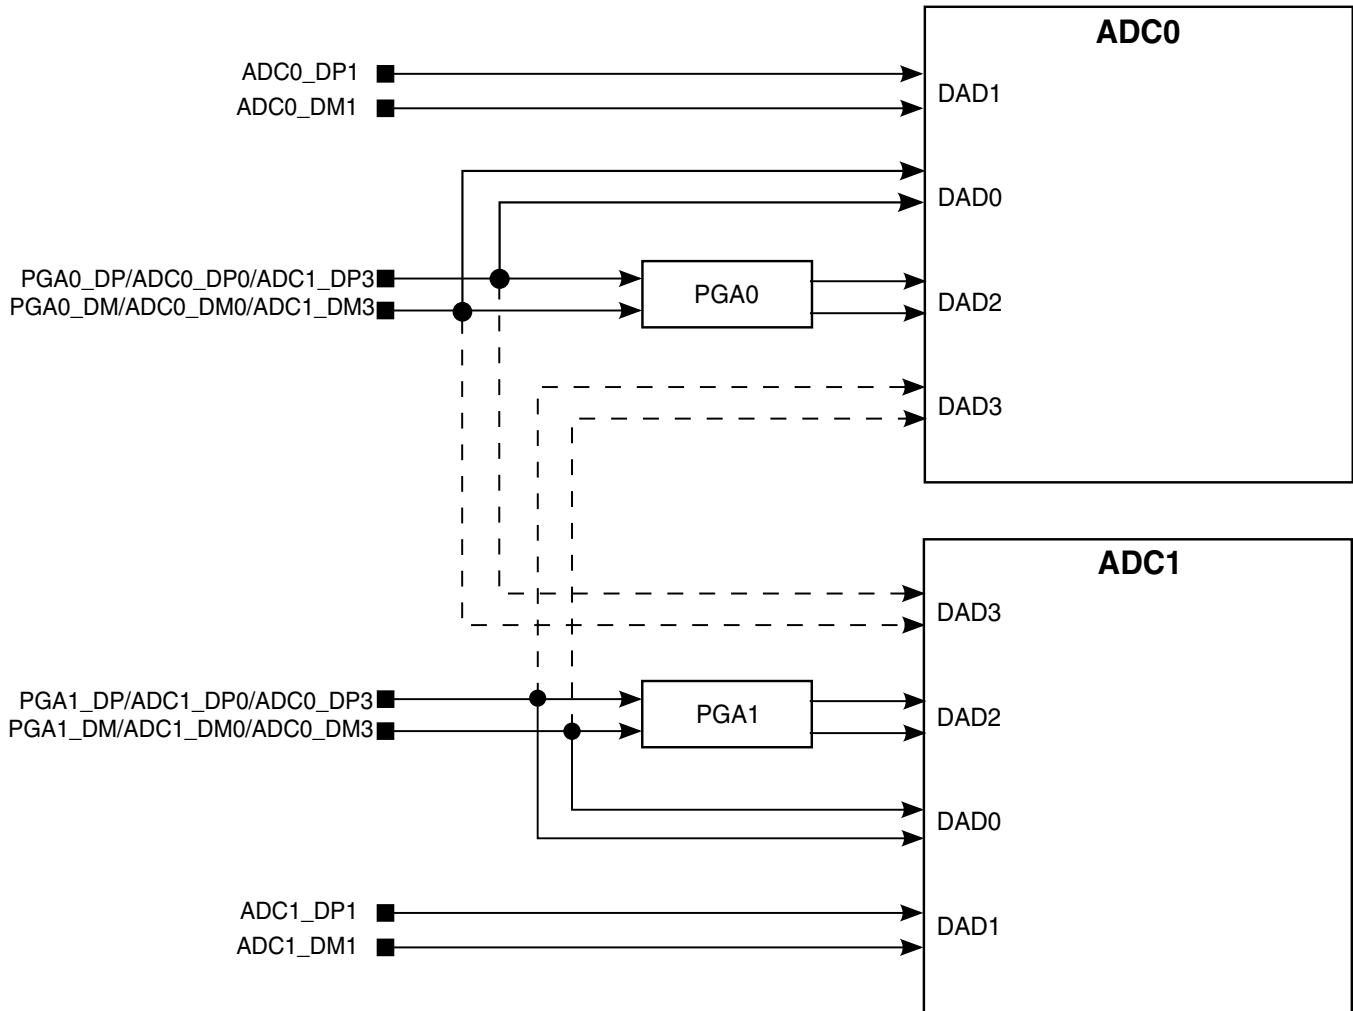 ADC0
ADC0_DP1
DAD1
ADC0_DM1
DAD0
PGA0_DP/ADC0_DP0/ADC1_DP3
PGA0
DAD2
PGA0_DM/ADC0_DM0/ADC1_DM3
DAD3
ADC1
DAD3
PGA1_DP/ADC1_DP0/ADC0_DP3
PGA1
DAD2
PGA1_DM/ADC1_DM0/ADC0_DM3
DAD0
ADC1_DP1
DAD1
ADC1_DM1